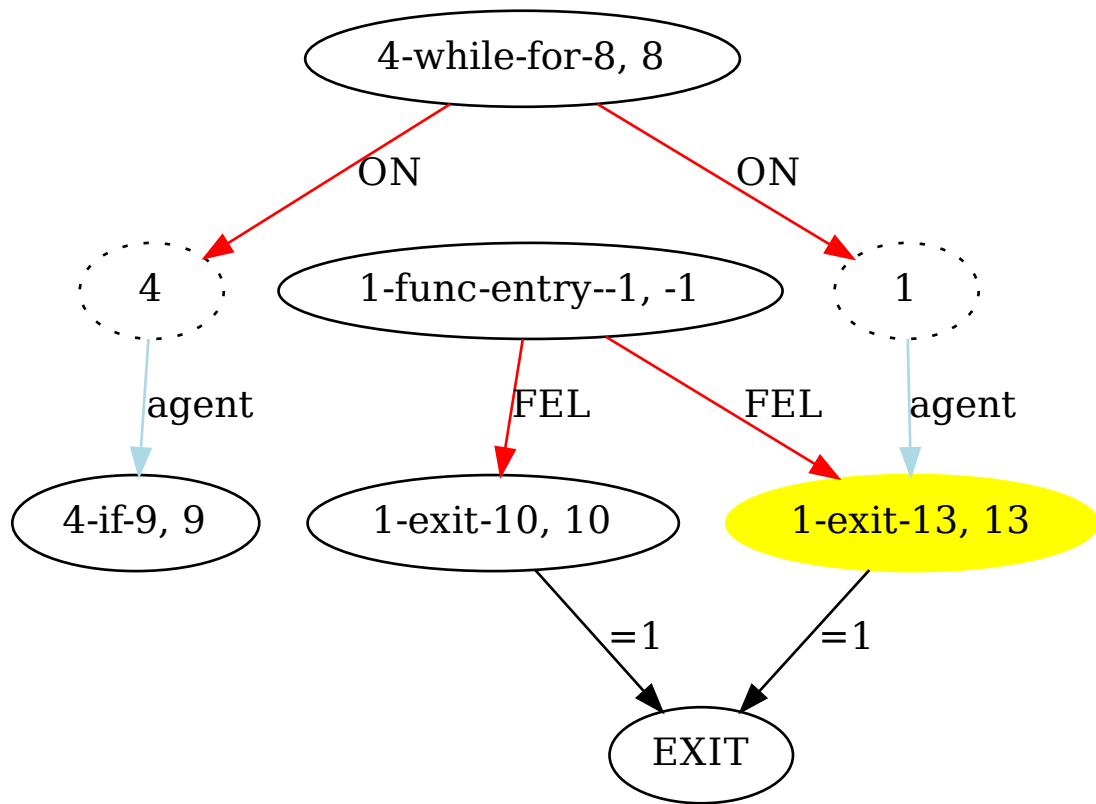 4-while-for-8, 8
ON
ON
4
1-func-entry--1, -1
1
agent
FEL
FEL
agent
4-if-9, 9
1-exit-10, 10
1-exit-13, 13
=1
=1
EXIT